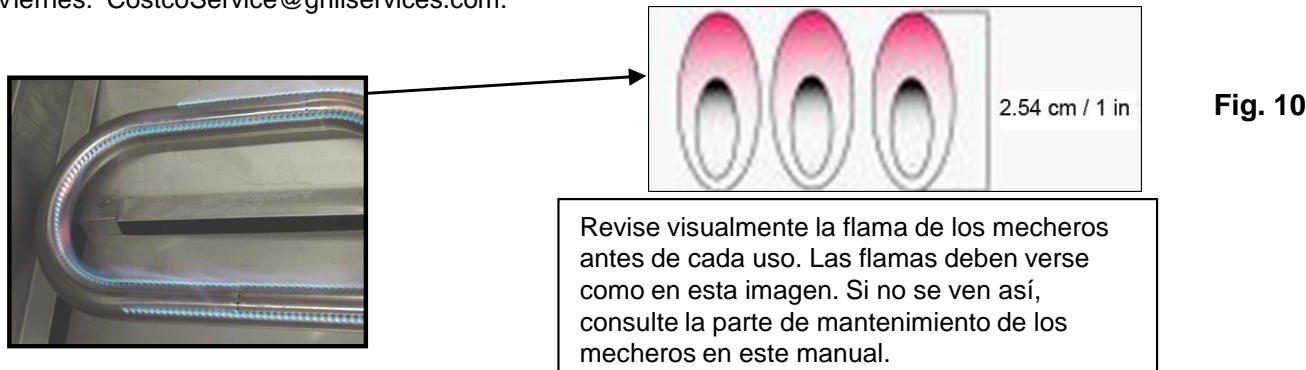 viernes. CostcoService@grillservices.com.
2.54 cm / 1 in
Fig. 10
Revise visualmente la flama de los mecheros
antes de cada uso. Las flamas deben verse
como en esta imagen. Si no se ven así,
consulte la parte de mantenimiento de los
mecheros en este manual.